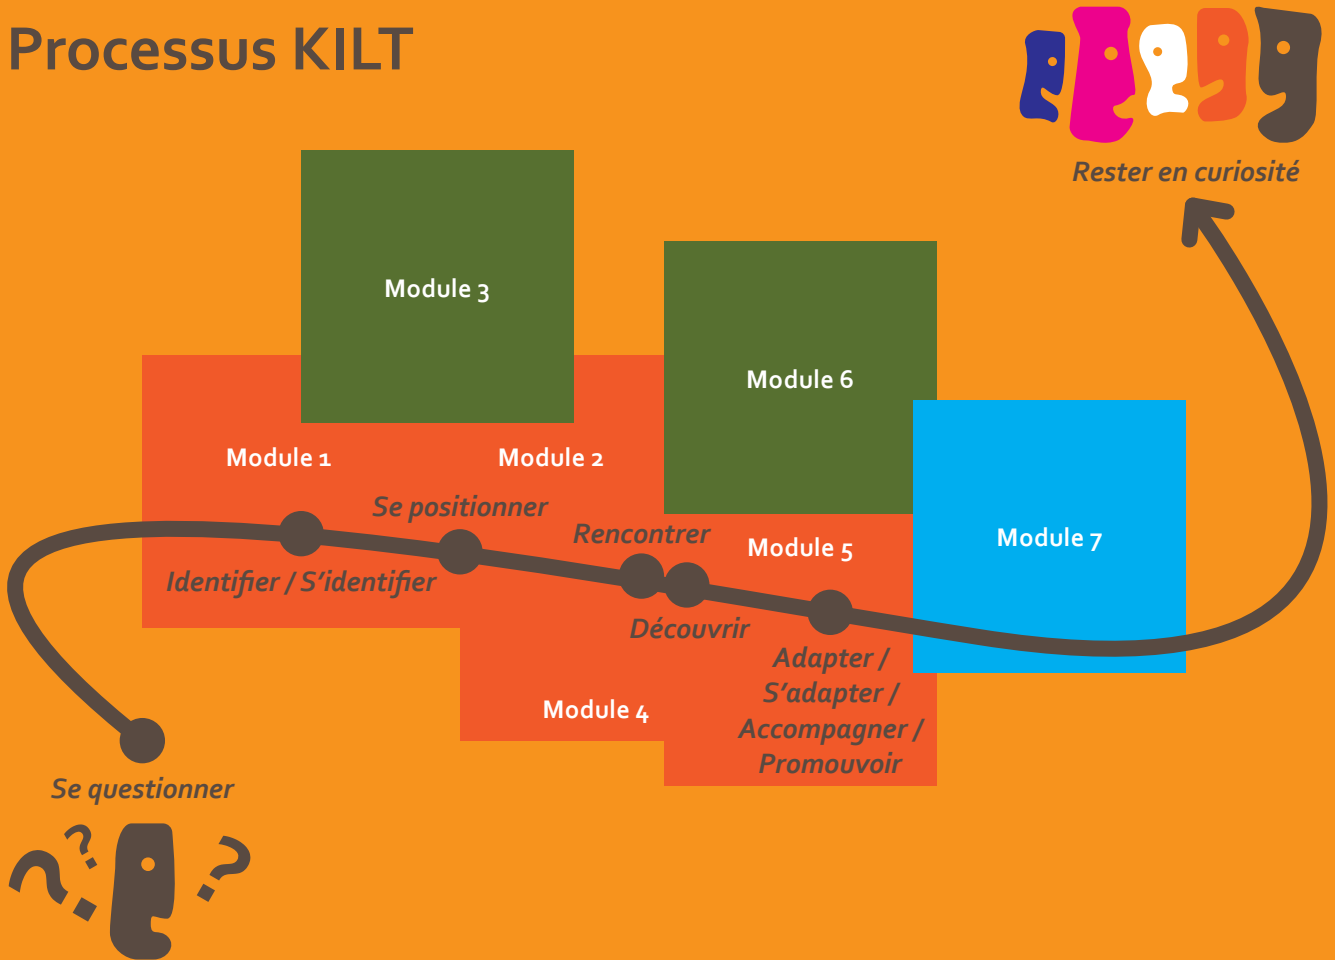 Processus KILT
Rester en curiosité
Module 3
Module 6
Module 1
Module 2
Se positionner
Rencontrer
Module 5
Module 7
Identifier / S'identifier
Découvrir
Adapter /
S'adapter /
Accompagner /
Promouvoir
Module 4
Se questionner
? ? ?